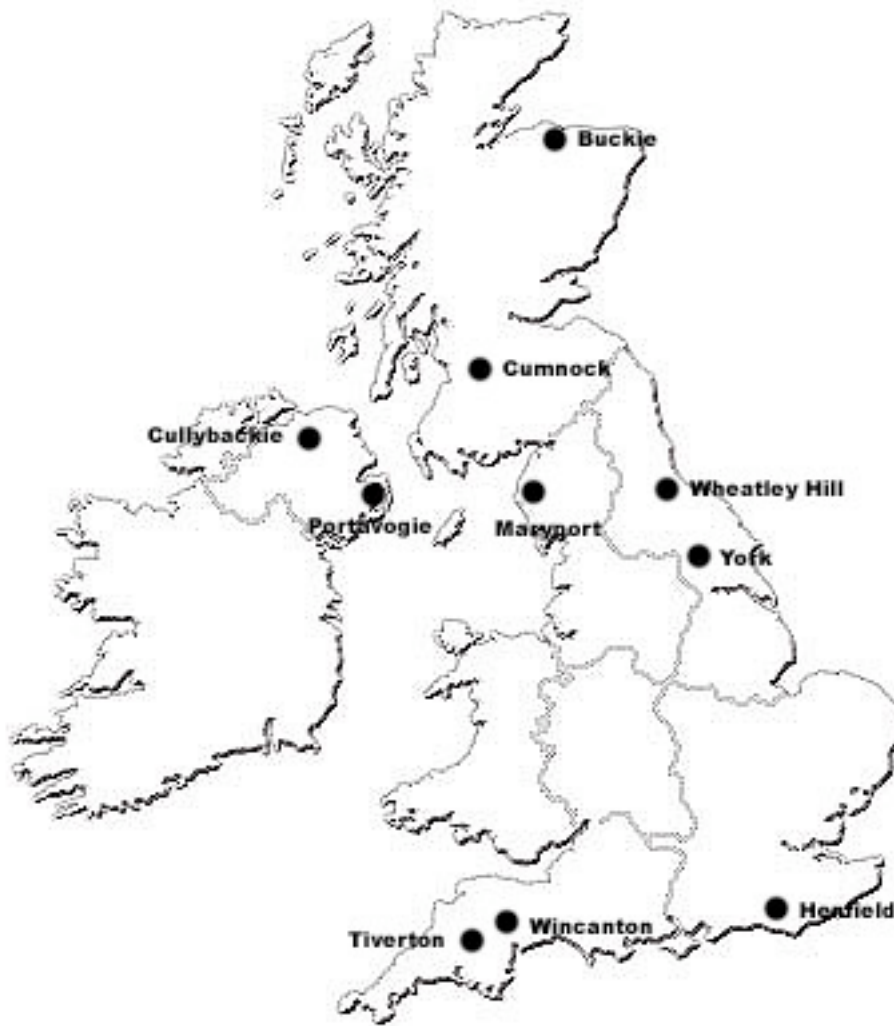 Buckie
Cumnock
Cullybackie
Wheatley Hill
Portavogie
Maryport
York
Henfield
Wincanton
Tiverton